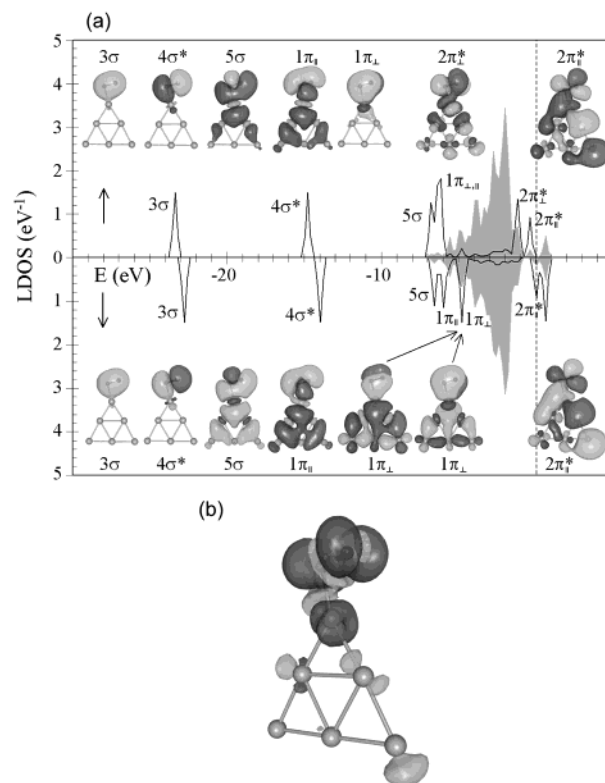 (a)
5
3σ 4σ* 5σ 1π∥ 1π⊥ 2π⊥* 2π∥*
4
3
2
1
0
1
2
3
4
5
LDOS (eV⁻¹)
3σ
4σ*
5σ
1π⊥,∥
2π⊥*
2π∥*
E (eV)
-20
-10
3σ
4σ*
5σ
1π∥
1π⊥
2π∥*
3σ 4σ* 5σ 1π∥ 1π⊥ 1π⊥ 2π∥*
(b)